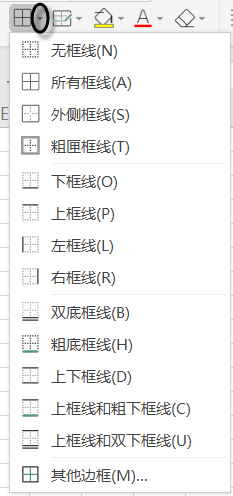 A
E
无框线(N)
所有框线(A)
外侧框线(S)
粗匣框线(T)
下框线(O)
上框线(P)
左框线(L)
右框线(R)
双底框线(B)
粗底框线(H)
上下框线(D)
上框线和粗下框线(C)
上框线和双下框线(U)
其他边框(M)...